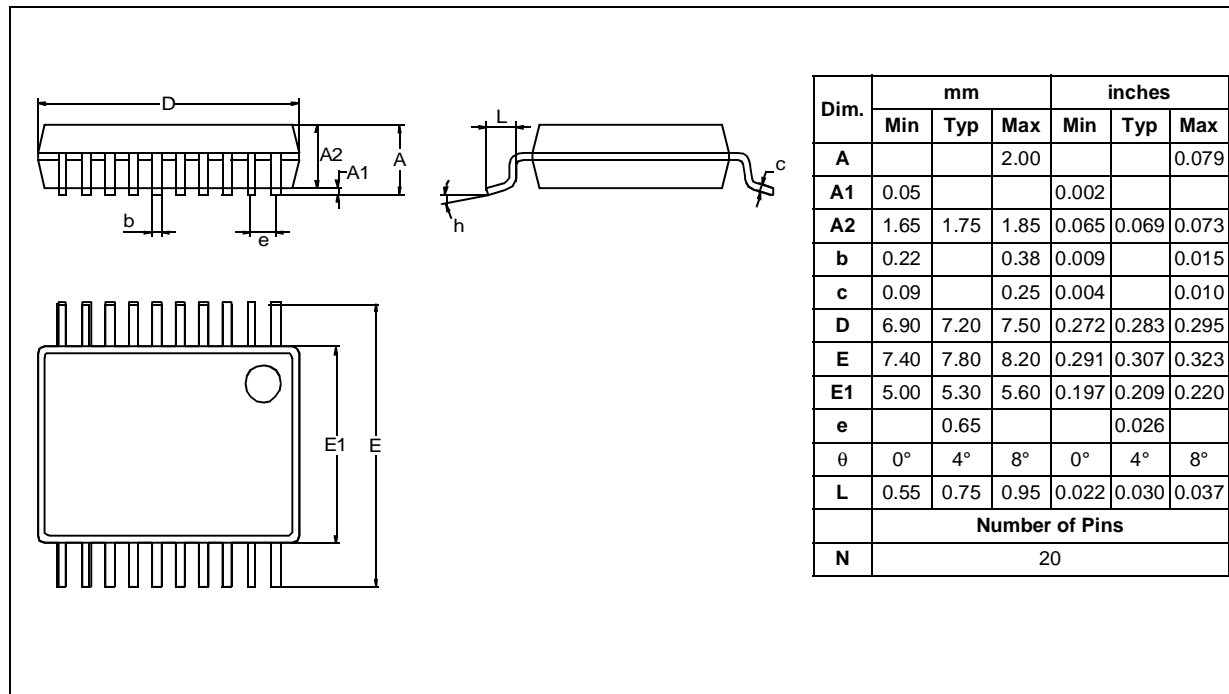 D
A2
A
A1
b
e
L
c
h
E1
E
Dim. mm inches
Min Typ Max Min Typ Max
A 2.00 0.079
A1 0.05 0.002
A2 1.65 1.75 1.85 0.065 0.069 0.073
b 0.22 0.38 0.009 0.015
c 0.09 0.25 0.004 0.010
D 6.90 7.20 7.50 0.272 0.283 0.295
E 7.40 7.80 8.20 0.291 0.307 0.323
E1 5.00 5.30 5.60 0.197 0.209 0.220
e 0.65 0.026
θ 0° 4° 8° 0° 4° 8°
L 0.55 0.75 0.95 0.022 0.030 0.037
Number of Pins
N 20